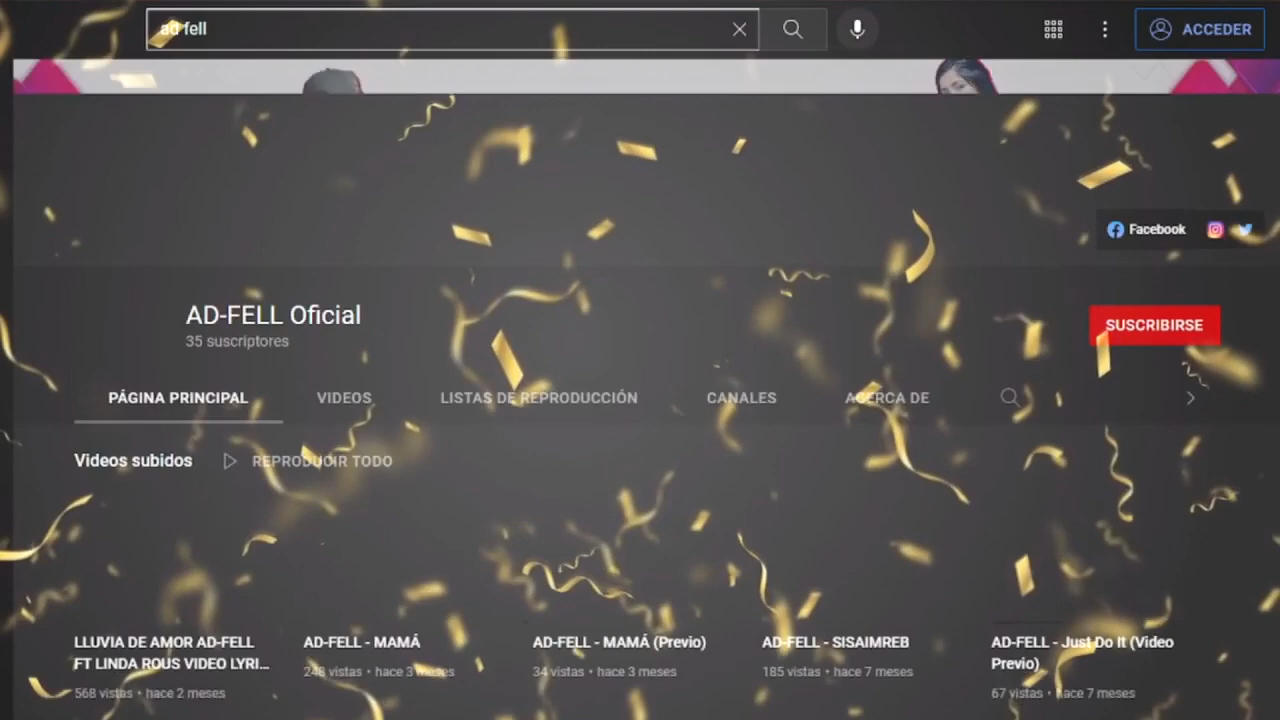 ad fell
ACCEDER
Facebook
AD-FELL Oficial
35 suscriptores
SUSCRIBIRSE
PÁGINA PRINCIPAL VIDEOS LISTAS DE REPRODUCCIÓN CANALES ACERCA DE
Videos subidos REPRODUCIR TODO
LLUVIA DE AMOR AD-FELL
FT LINDA ROUS VIDEO LYRI...
568 vistas • hace 2 meses
AD-FELL - MAMÁ
248 vistas • hace 3 meses
AD-FELL - MAMÁ (Previo)
34 vistas • hace 3 meses
AD-FELL - SISAIMREB
185 vistas • hace 7 meses
AD-FELL - Just Do It (Video
Previo)
67 vistas • hace 7 meses